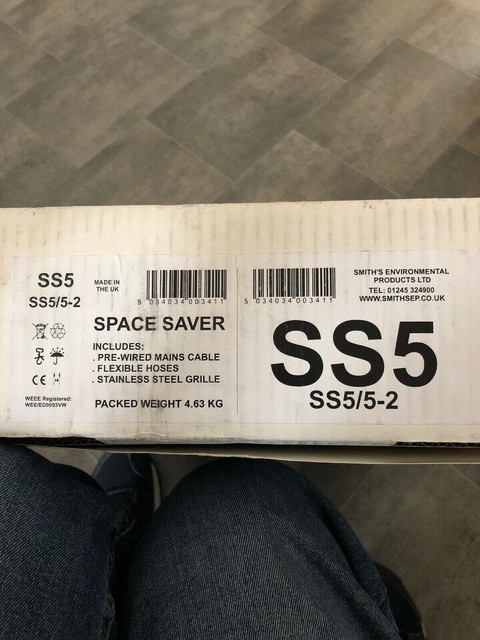 SS5
SS5/5-2
MADE IN
THE UK
5 034034 003411
SPACE SAVER
INCLUDES:
. PRE-WIRED MAINS CABLE
. FLEXIBLE HOSES
. STAINLESS STEEL GRILLE
CE
WEEE Registered:
WEE/ED0093VW
PACKED WEIGHT 4.63 KG
5 034034 003411
SMITH'S ENVIRONMENTAL
PRODUCTS LTD
TEL: 01245 324900
WWW.SMITHSEP.CO.UK
SS5
SS5/5-2